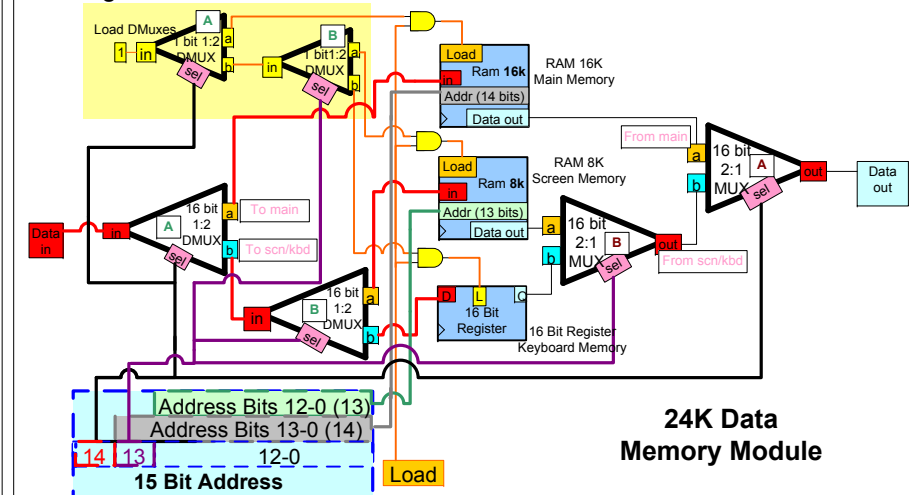 A
Load DMuxes
1 bit 1:2
DMUX
1
in
a
b
sel
B
1 bit1:2
DMUX
in
a
b
sel
Load
Ram 16k
in
Addr (14 bits)
Data out
RAM 16K
Main Memory
Load
Ram 8k
in
Addr (13 bits)
Data out
RAM 8K
Screen Memory
From main
a
b
16 bit
2:1
MUX
A
sel
out
Data
out
Data
in
in
A
16 bit
1:2
DMUX
sel
a
b
To main
To scn/kbd
a
b
16 bit
2:1
MUX
B
sel
out
From scn/kbd
in
B
16 bit
1:2
DMUX
sel
a
b
D
L
Q
16 Bit
Register
16 Bit Register
Keyboard Memory
Address Bits 12-0 (13)
Address Bits 13-0 (14)
14
13
12-0
15 Bit Address
Load
24K Data
Memory Module